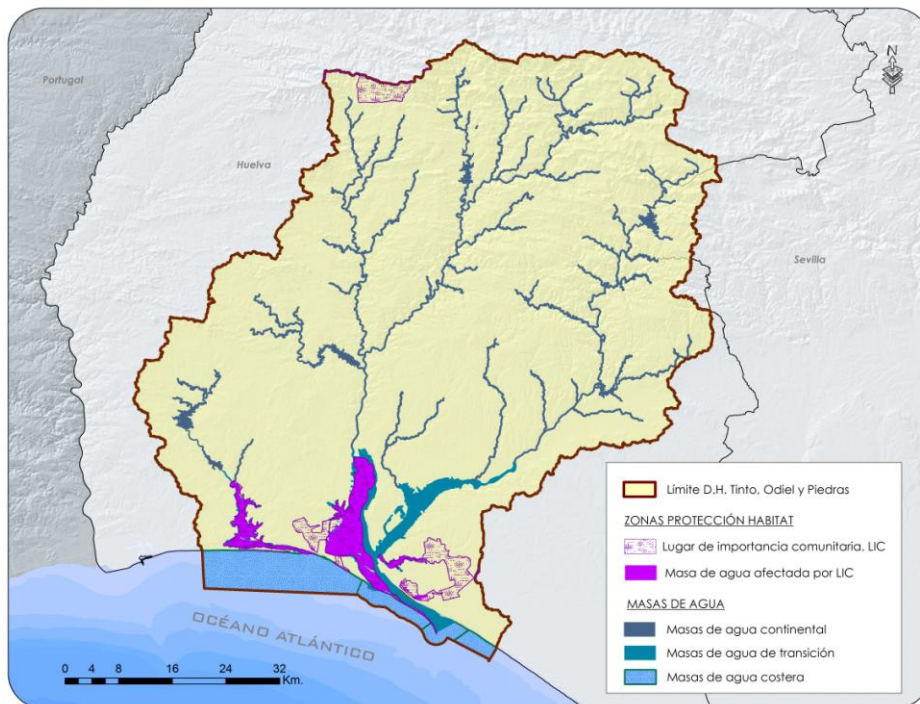 Portugal
N
Huelva
Sevilla
OCÉANO ATLÁNTICO
0 4 8 16 24 32
Km.
Límite D.H. Tinto, Odiel y Piedras
ZONAS PROTECCIÓN HABITAT
Lugar de importancia comunitaria. LIC
Masa de agua afectada por LIC
MASAS DE AGUA
Masas de agua continental
Masas de agua de transición
Masas de agua costera